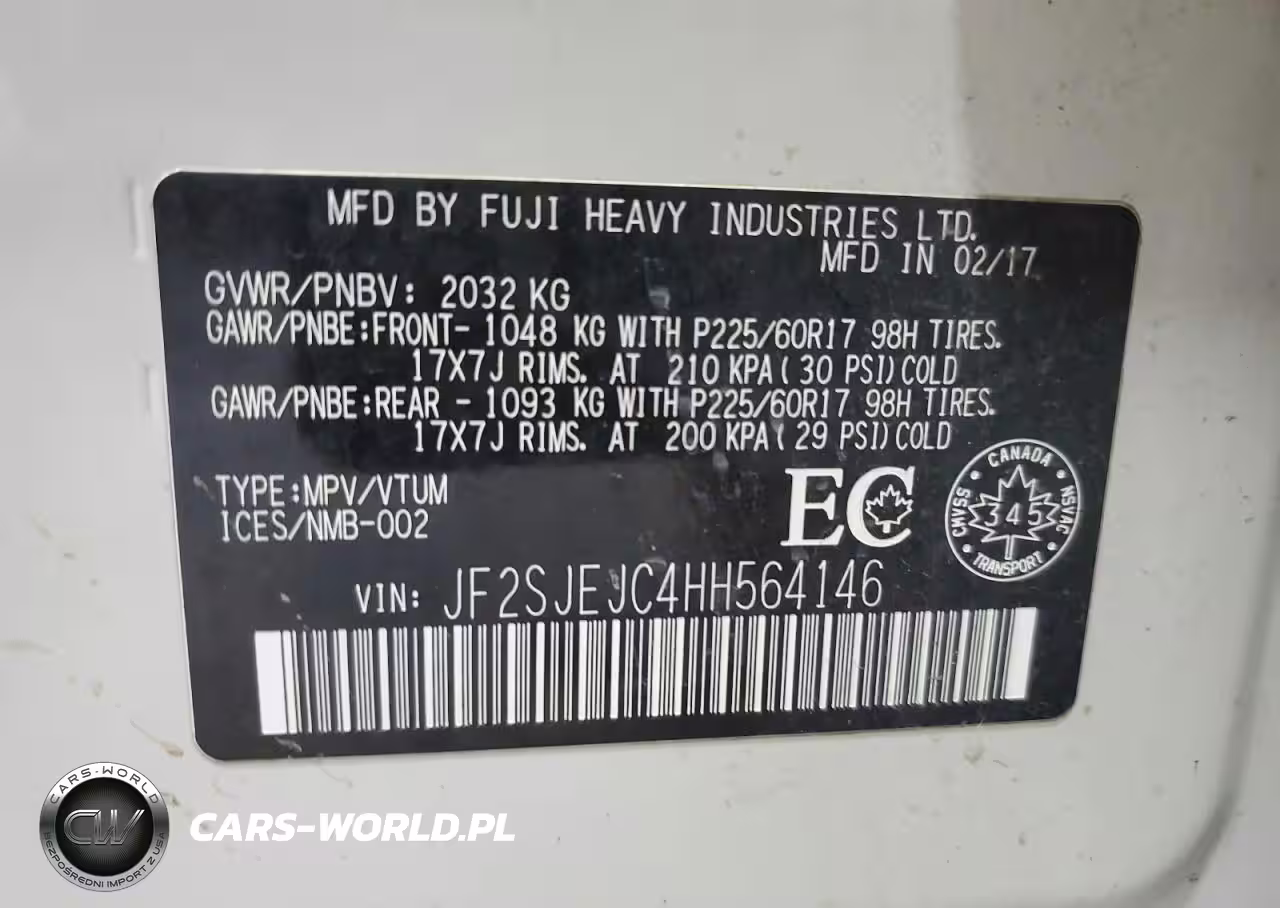 MFD BY FUJI HEAVY INDUSTRIES LTD.
MFD IN 02/17
GVWR/PNBV: 2032 KG
GAWR/PNBE:FRONT- 1048 KG WITH P225/60R17 98H TIRES.
17X7J RIMS. AT 210 KPA( 30 PSI)COLD
GAWR/PNBE:REAR - 1093 KG WITH P225/60R17 98H TIRES.
17X7J RIMS. AT 200 KPA( 29 PSI)COLD
TYPE:MPV/VTUM
ICES/NMB-002
EC
CANADA
CMVSS
345
NSVAC
TRANSPORT
VIN: JF2SJEJC4HH564146
CARS-WORLD
CW
BEZPOŚREDNI IMPORT Z USA
CARS-WORLD.PL